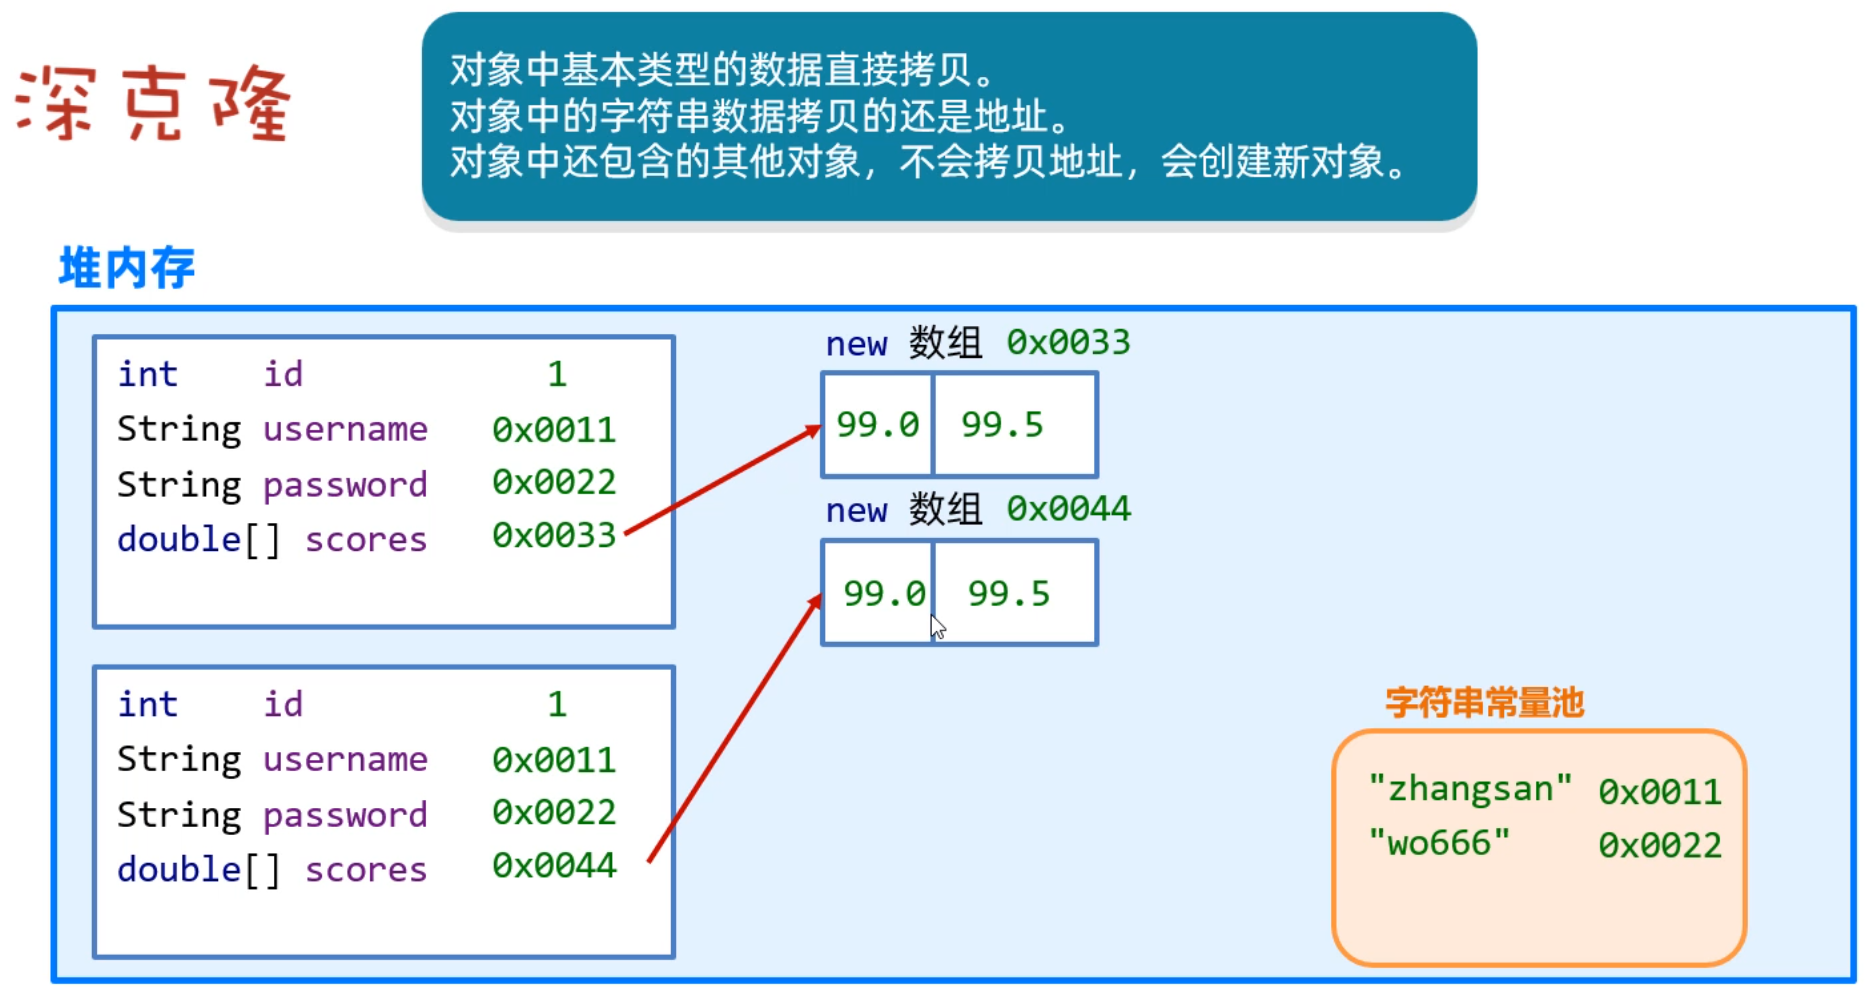 深克隆
对象中基本类型的数据直接拷贝。
对象中的字符串数据拷贝的还是地址。
对象中还包含的其他对象，不会拷贝地址，会创建新对象。
堆内存
int id 1
String username 0x0011
String password 0x0022
double[] scores 0x0033
new 数组 0x0033
99.0 99.5
new 数组 0x0044
99.0 99.5
int id 1
String username 0x0011
String password 0x0022
double[] scores 0x0044
字符串常量池
"zhangsan" 0x0011
"wo666" 0x0022